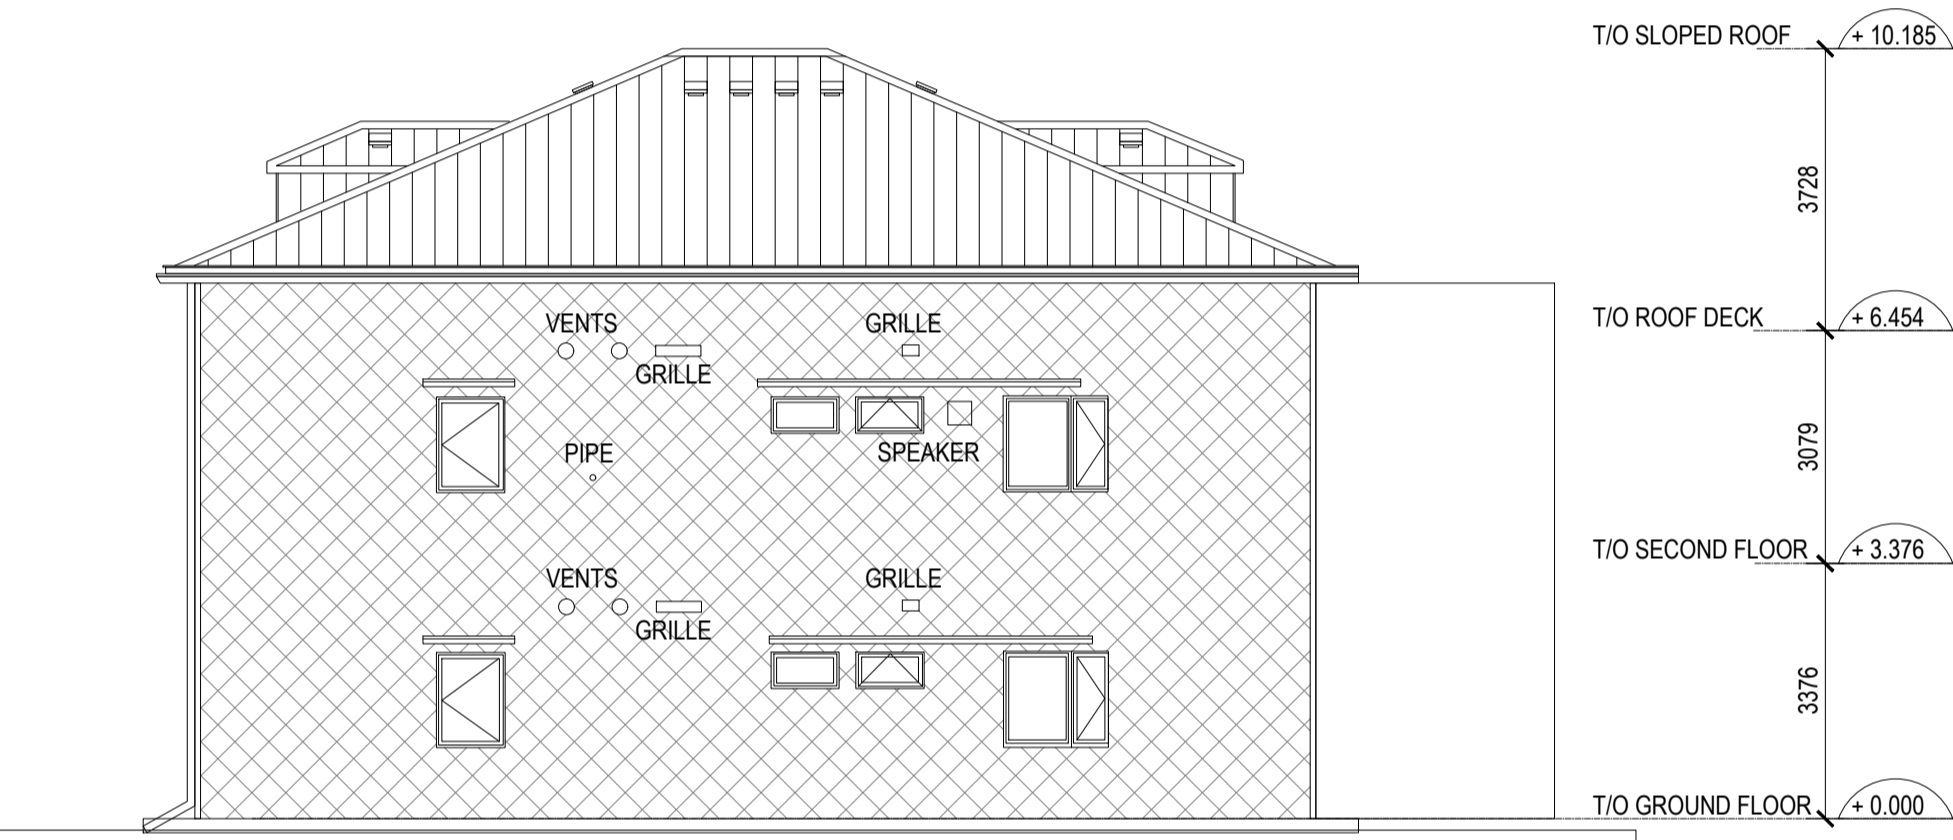 T/O SLOPED ROOF + 10.185
3728
T/O ROOF DECK + 6.454
VENTS GRILLE
GRILLE
3079
PIPE SPEAKER
T/O SECOND FLOOR + 3.376
VENTS GRILLE
GRILLE
3376
T/O GROUND FLOOR + 0.000